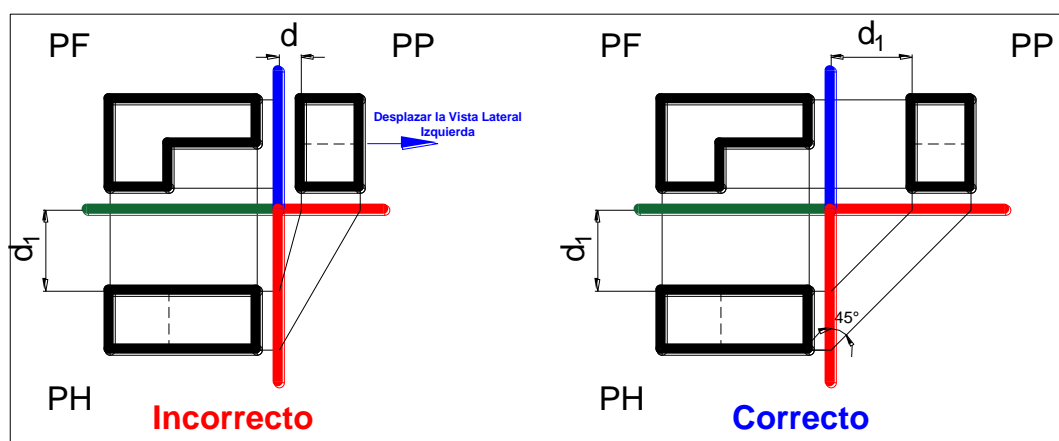 PF
d
PP
Desplazar la Vista Lateral
Izquierda
d1
PH
Incorrecto
PF
d1
PP
d1
45°
PH
Correcto